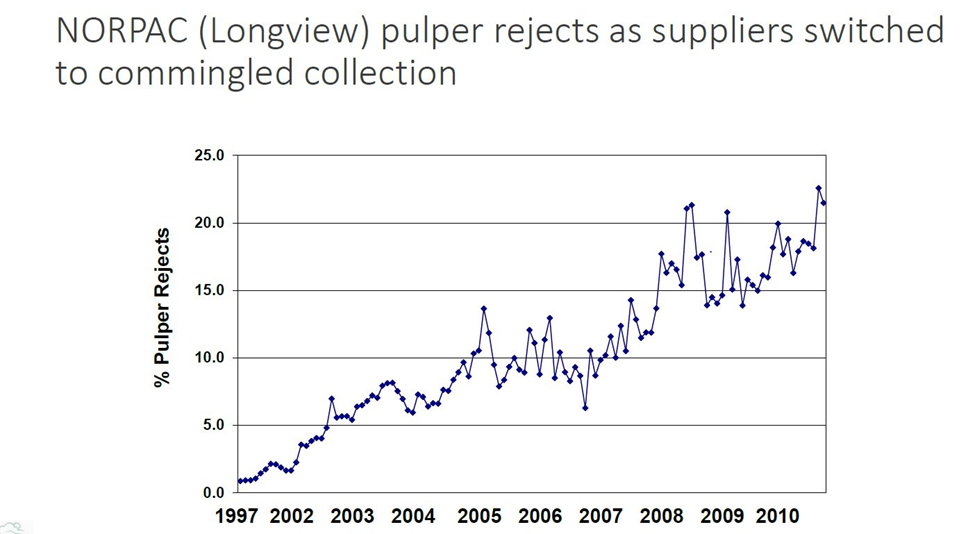 NORPAC (Longview) pulper rejects as suppliers switched
to commingled collection
25.0
20.0
15.0
10.0
5.0
0.0
% Pulper Rejects
1997 2002 2003 2004 2005 2006 2007 2008 2009 2010